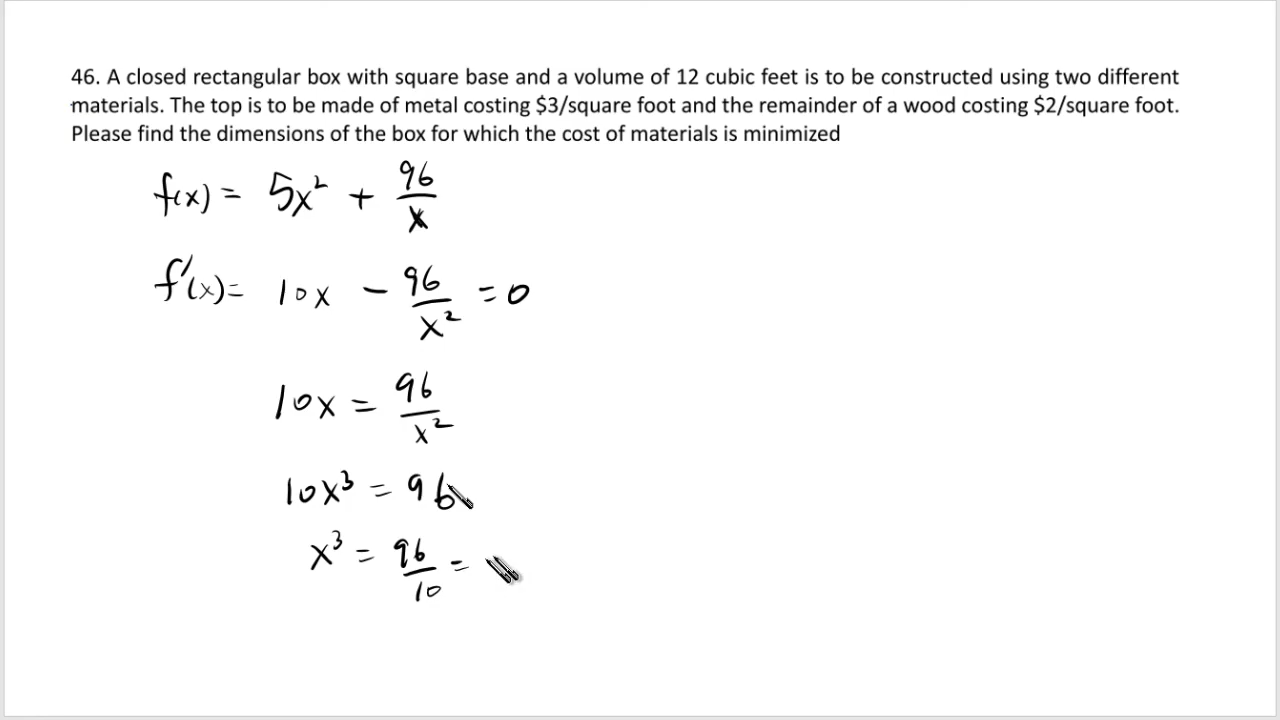 46. A closed rectangular box with square base and a volume of 12 cubic feet is to be constructed using two different
materials. The top is to be made of metal costing $3/square foot and the remainder of a wood costing $2/square foot.
Please find the dimensions of the box for which the cost of materials is minimized
f(x) = 5x² + 96/x
f'(x) = 10x - 96/x² = 0
10x = 96/x²
10x³ = 96
x³ = 96/10 =